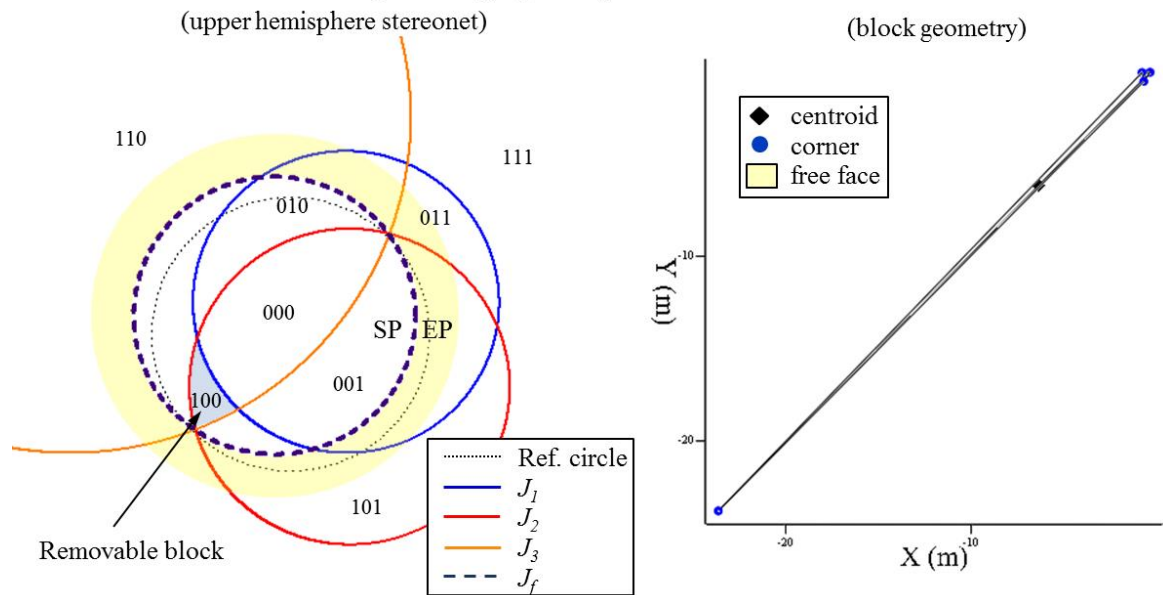 (upper hemisphere stereonet)
110
111
010
011
000
SP EP
001
100
101
Removable block
Ref. circle
J1
J2
J3
Jf
(block geometry)
centroid
corner
free face
-10
-20
Y (m)
-20
-10
X (m)